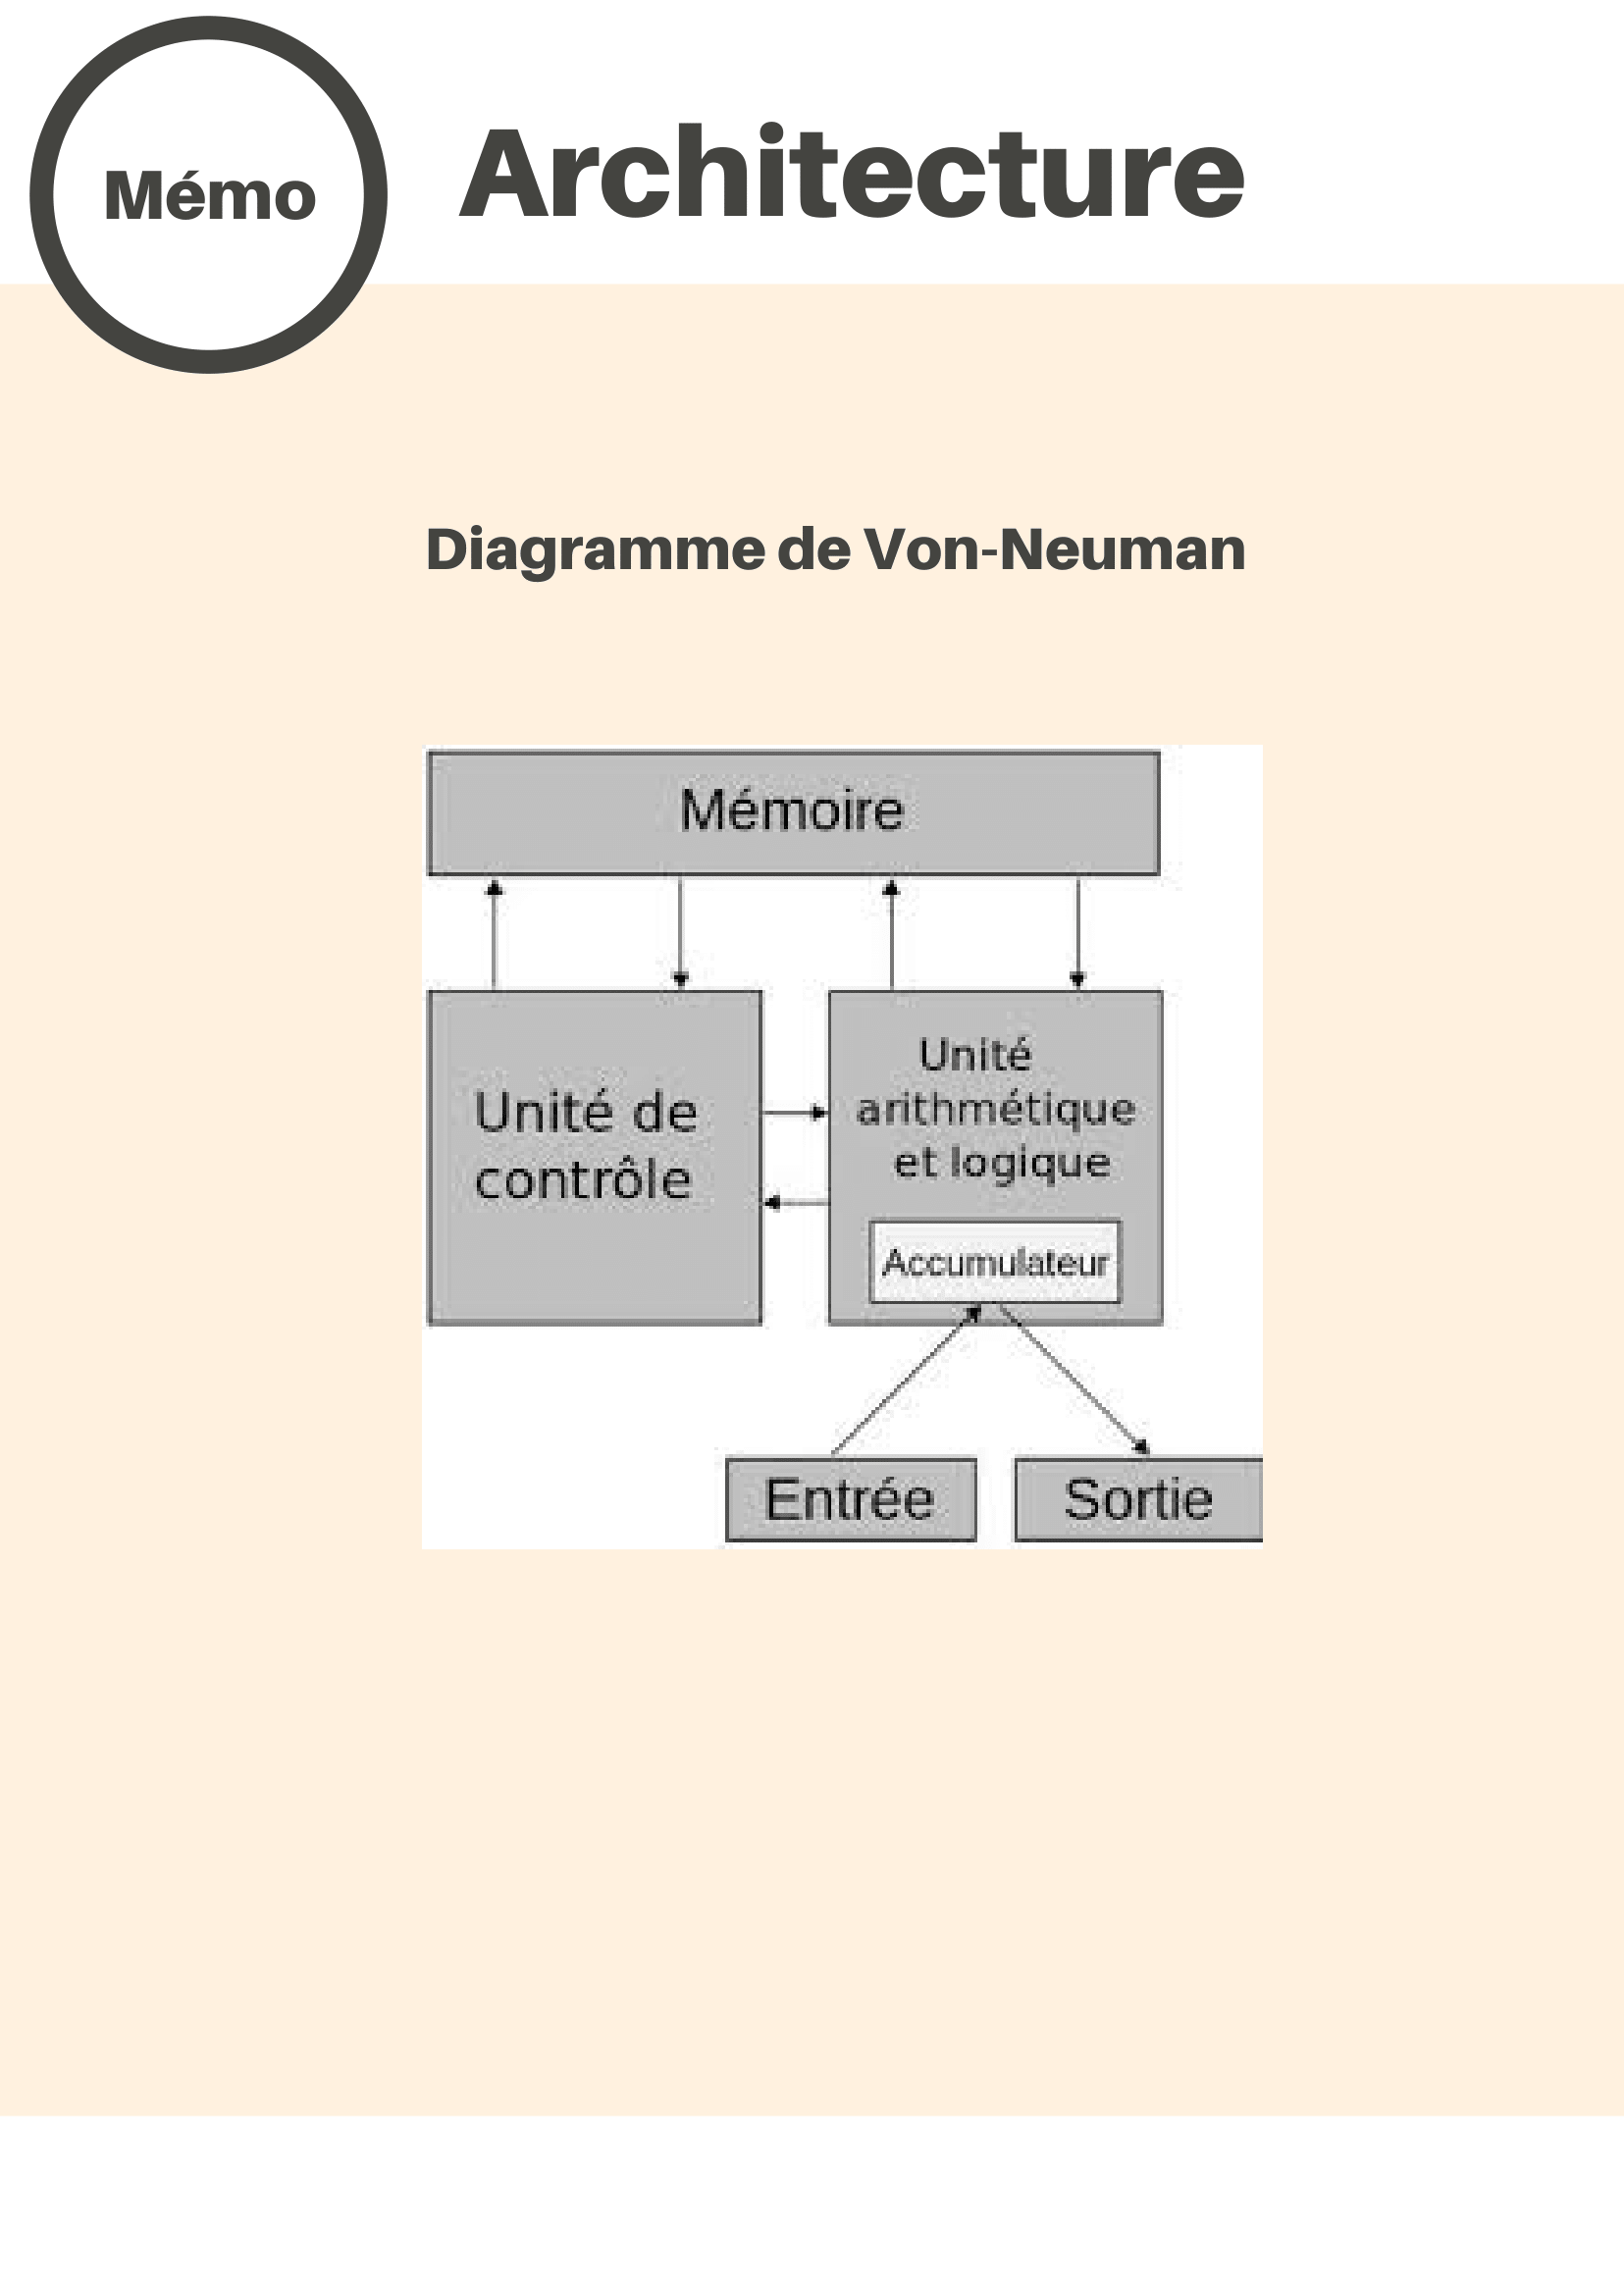 Mémo
Architecture
Diagramme de Von-Neuman
Mémoire
Unité de
contrôle
Unité
arithmétique
et logique
Accumulateur
Entrée
Sortie